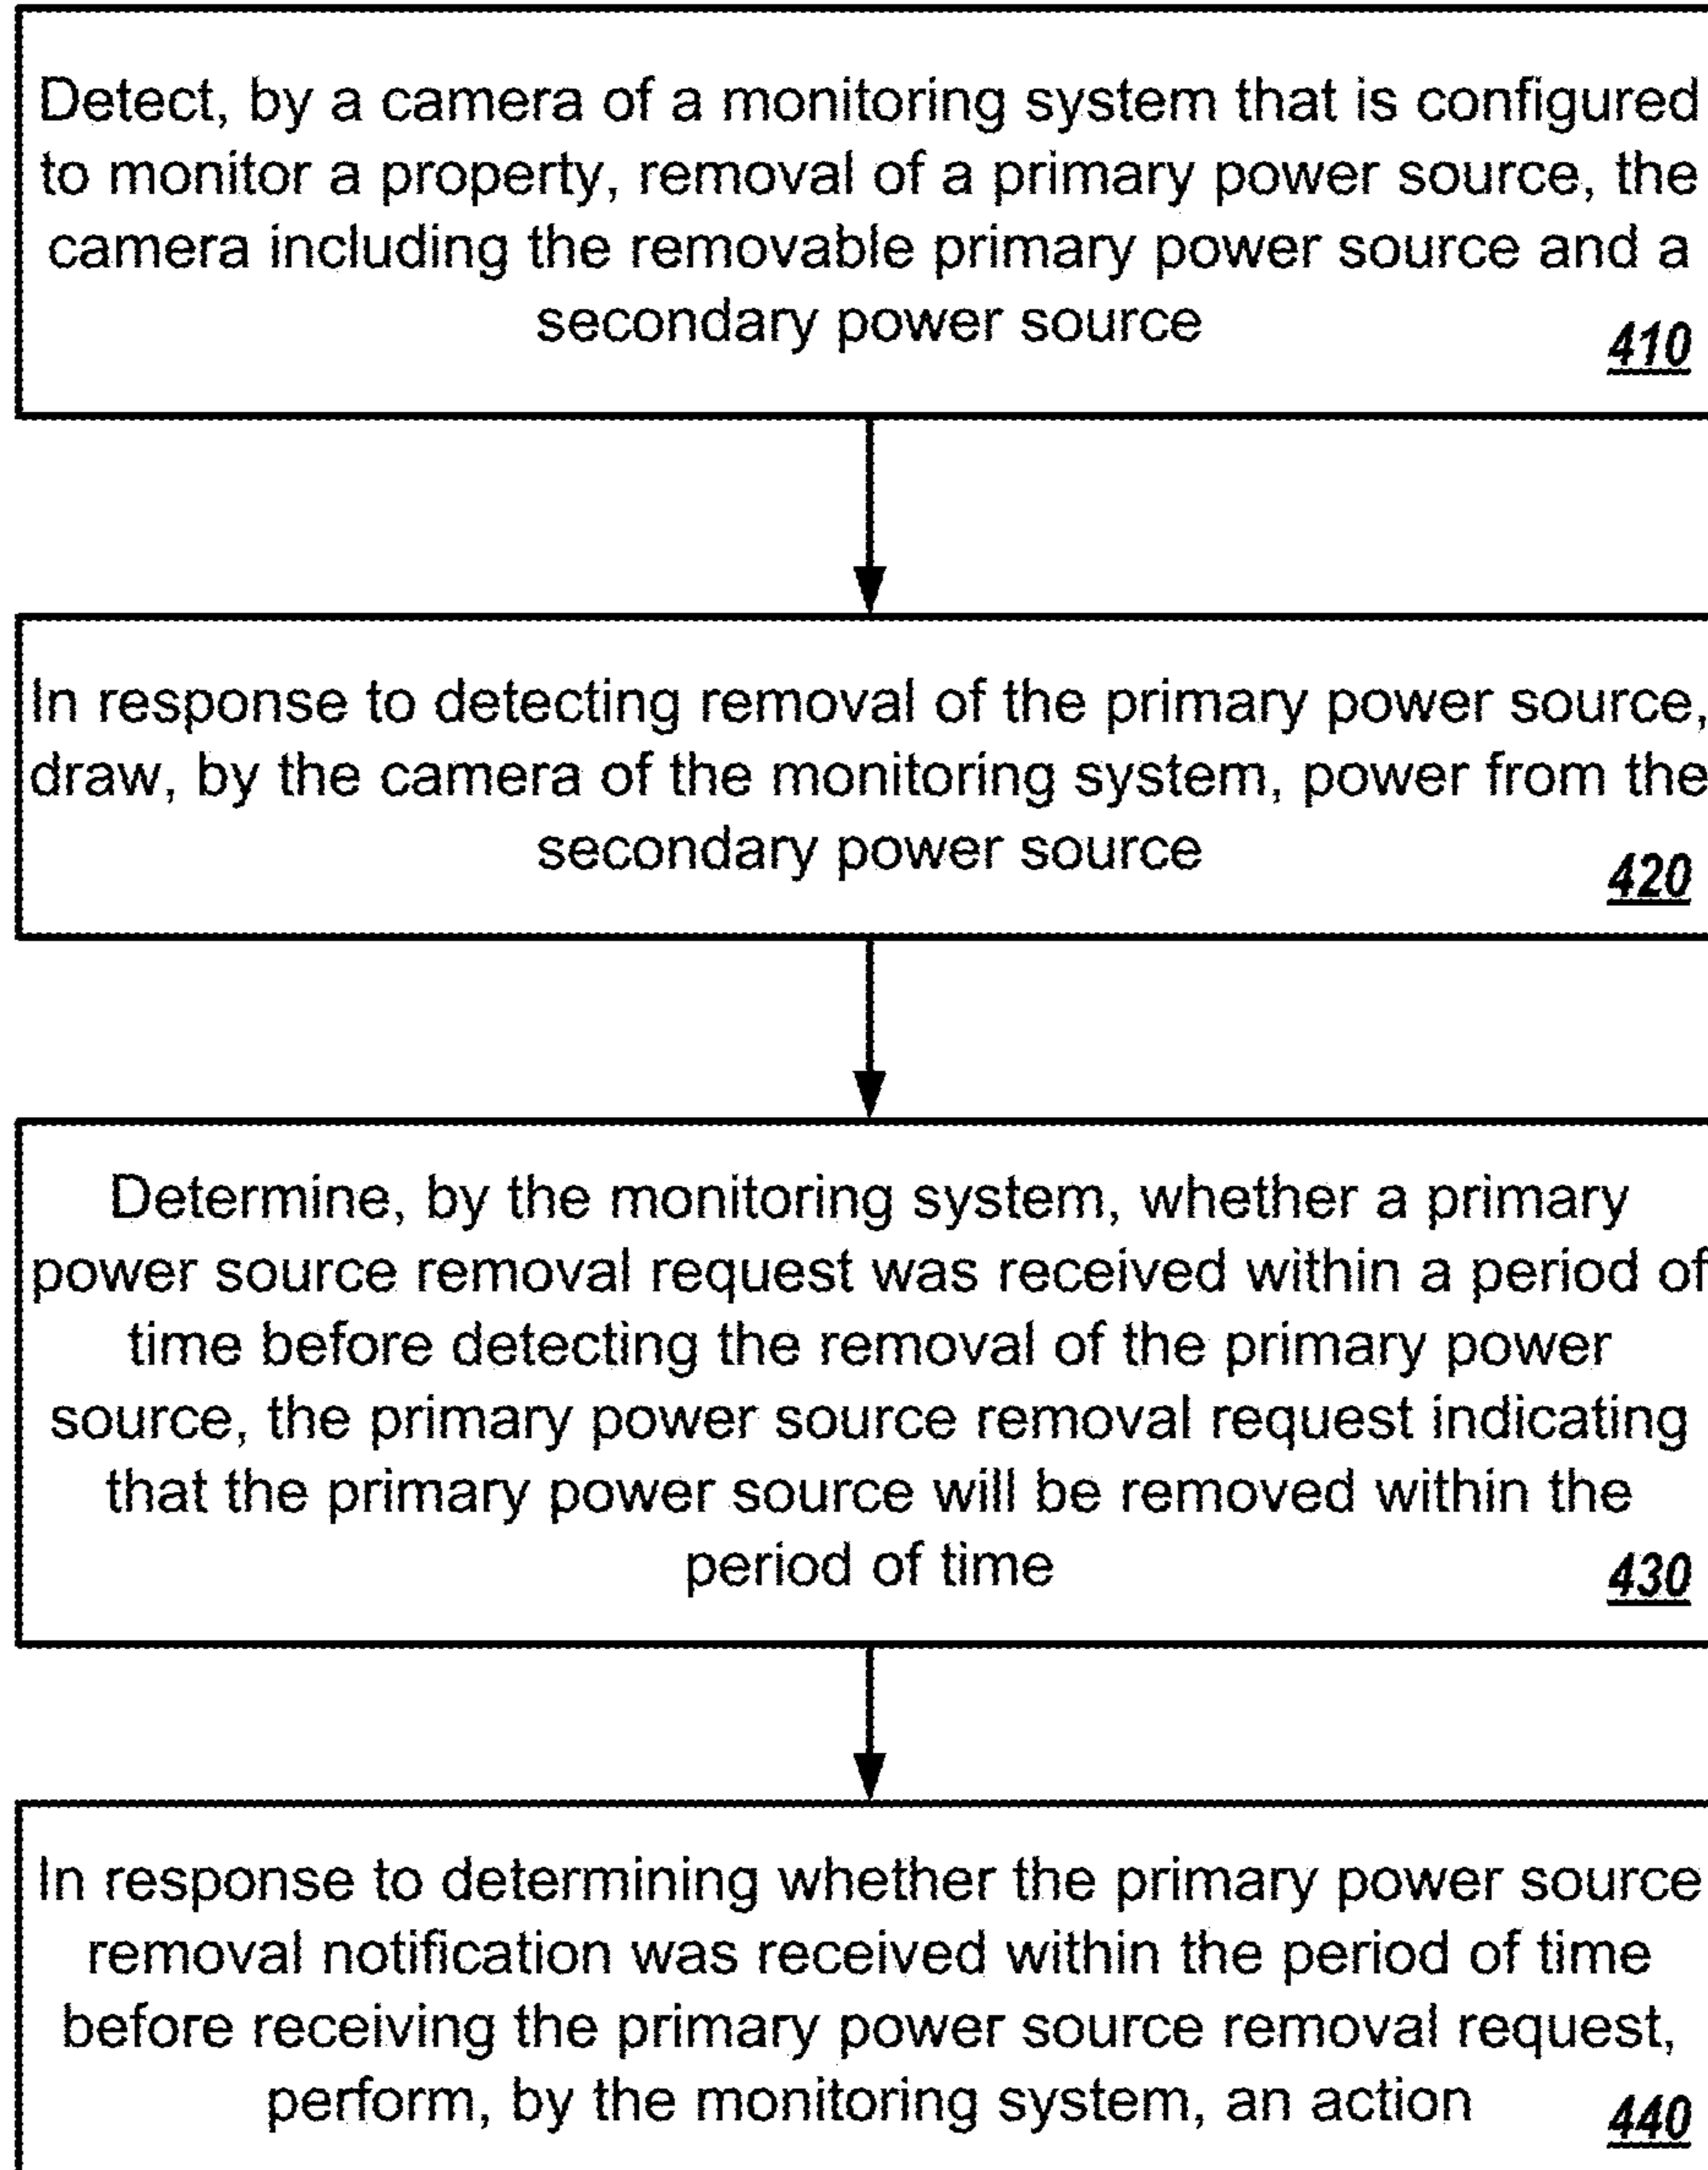 Detect, by a camera of a monitoring system that is configured
to monitor a property, removal of a primary power source, the
camera including the removable primary power source and a
secondary power source
410
In response to detecting removal of the primary power source,
draw, by the camera of the monitoring system, power from the
secondary power source
420
Determine, by the monitoring system, whether a primary
power source removal request was received within a period of
time before detecting the removal of the primary power
source, the primary power source removal request indicating
that the primary power source will be removed within the
period of time
430
In response to determining whether the primary power source
removal notification was received within the period of time
before receiving the primary power source removal request,
perform, by the monitoring system, an action
440